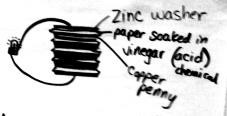 Zinc washer
paper soaked in
vinegar (acid)
chemical
Copper
penny